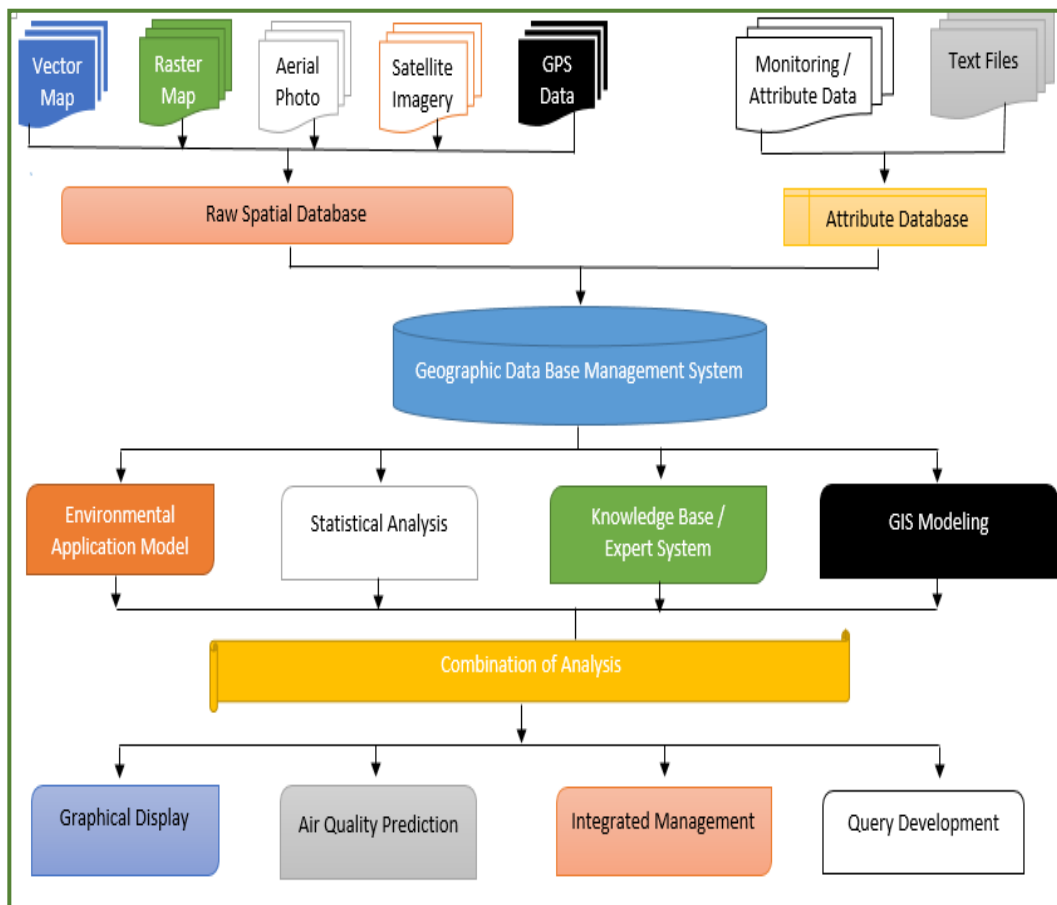 Vector
Map
Raster
Map
Aerial
Photo
Satellite
Imagery
GPS
Data
Monitoring /
Attribute Data
Text Files
Raw Spatial Database
Attribute Database
Geographic Data Base Management System
Environmental
Application Model
Statistical Analysis
Knowledge Base /
Expert System
GIS Modeling
Combination of Analysis
Graphical Display
Air Quality Prediction
Integrated Management
Query Development